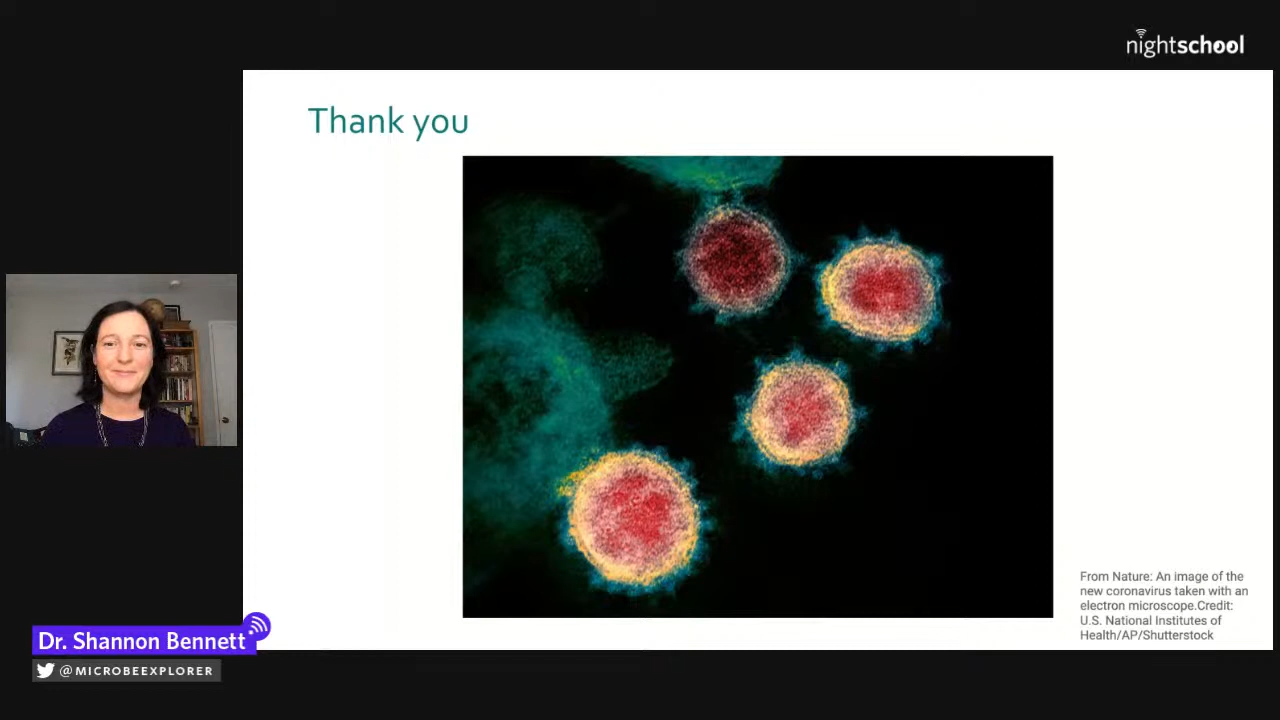 nightschool
Thank you
From Nature: An image of the
new coronavirus taken with an
electron microscope.Credit:
U.S. National Institutes of
Health/AP/Shutterstock
Dr. Shannon Bennett
@MICROBEEXPLORER